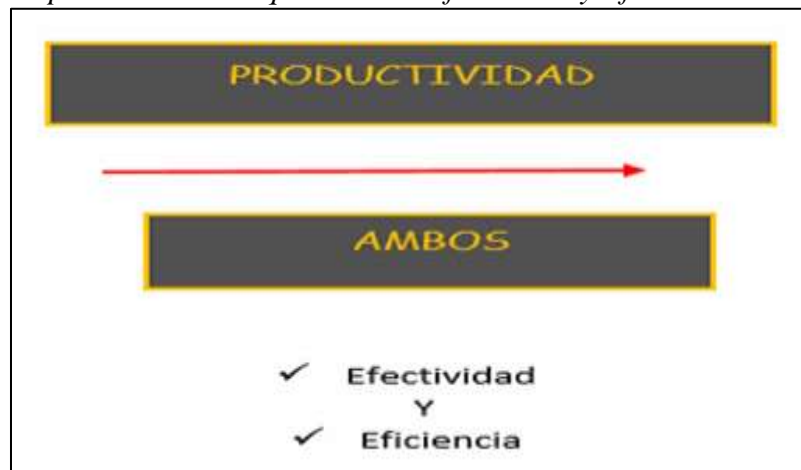 PRODUCTIVIDAD
AMBOS
✓ Efectividad
Y
✓ Eficiencia